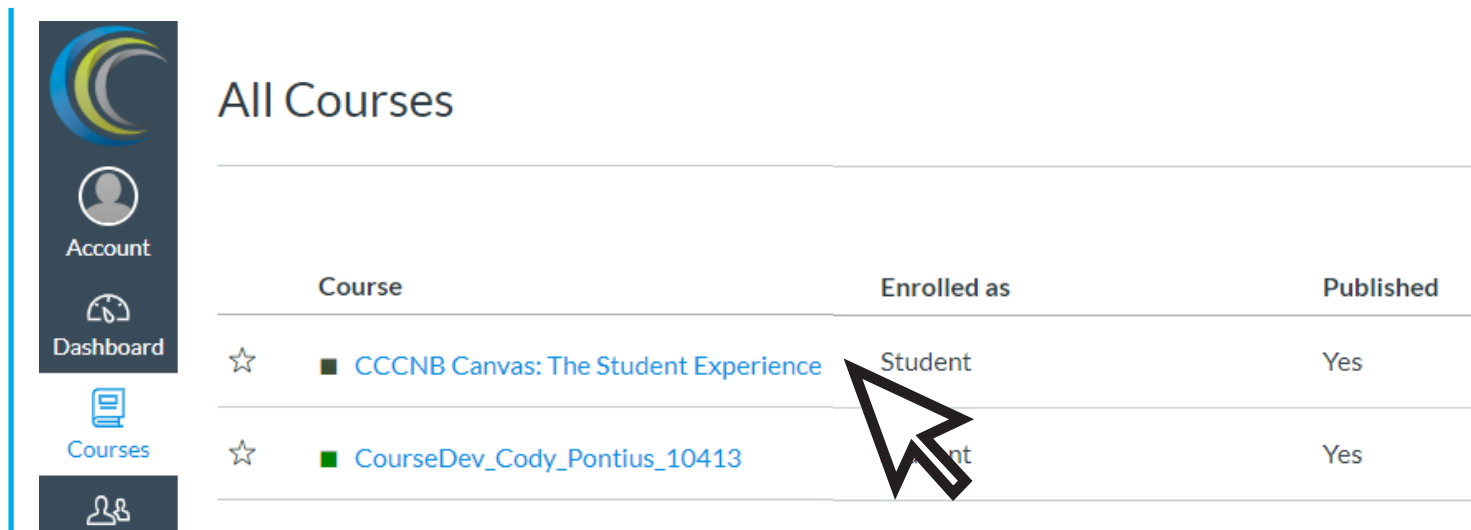 All Courses
Account
Dashboard
Courses
Course Enrolled as Published
CCCNB Canvas: The Student Experience Student Yes
CourseDev_Cody_Pontius_10413 Yes